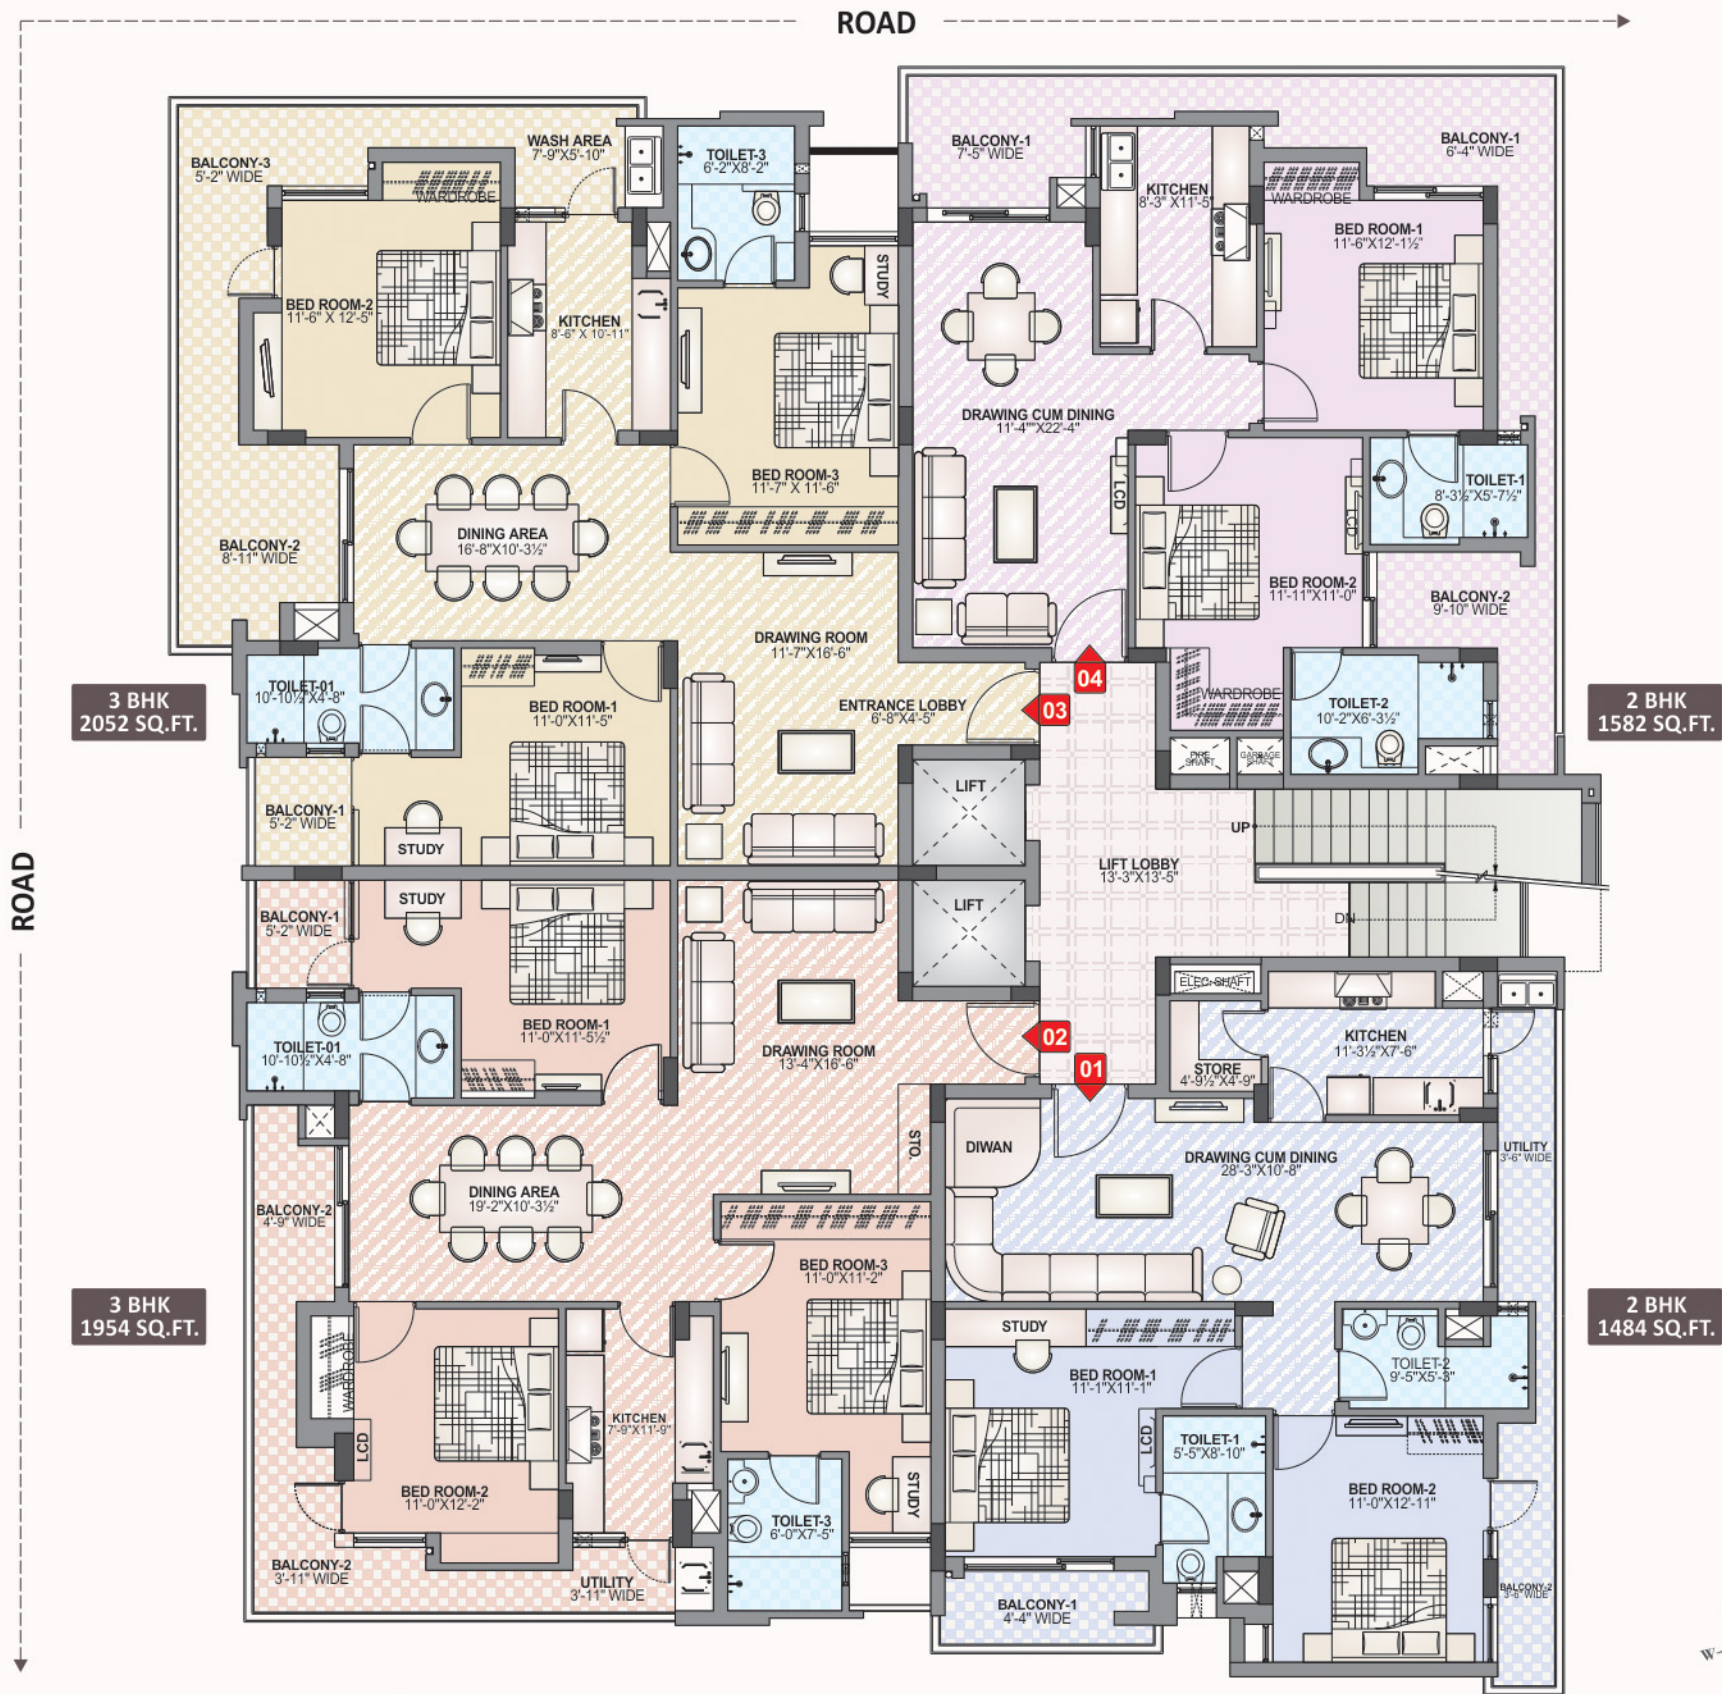 ROAD
ROAD
BALCONY-3
5'-2" WIDE
WASH AREA
7'-9"X5'-10"
WARDROBE
BED ROOM-2
11'-6" X 12'-5"
KITCHEN
8'-6" X 10'-11"
TOILET-3
6'-2"X8'-2"
STUDY
BED ROOM-3
11'-7" X 11'-6"
DINING AREA
16'-8"X10'-3½"
BALCONY-2
8'-11" WIDE
DRAWING ROOM
11'-7"X16'-6"
TOILET-01
10'-10½"X4'-8"
BED ROOM-1
11'-0"X11'-5"
ENTRANCE LOBBY
6'-8"X4'-5"
03
BALCONY-1
5'-2" WIDE
STUDY
3 BHK
2052 SQ.FT.
BALCONY-1
7'-5" WIDE
KITCHEN
8'-3" X11'-5"
BALCONY-1
6'-4" WIDE
WARDROBE
BED ROOM-1
11'-6"X12'-1½"
DRAWING CUM DINING
11'-4""X22'-4"
LCD
TOILET-1
8'-3½"X5'-7½"
BED ROOM-2
11'-11"X11'-0"
BALCONY-2
9'-10" WIDE
04
WARDROBE
TOILET-2
10'-2"X6'-3½"
FIRE
SHAFT
GARBAGE
SHAFT
2 BHK
1582 SQ.FT.
LIFT
LIFT
LIFT LOBBY
13'-3"X13'-5"
UP
DN
BALCONY-1
5'-2" WIDE
STUDY
TOILET-01
10'-10½"X4'-8"
BED ROOM-1
11'-0"X11'-5½"
DRAWING ROOM
13'-4"X16'-6"
02
STO.
DINING AREA
19'-2"X10'-3½"
BALCONY-2
4'-9" WIDE
BED ROOM-3
11'-0"X11'-2"
LCD
BED ROOM-2
11'-0"X12'-2"
KITCHEN
7'-9"X11'-9"
STUDY
TOILET-3
6'-0"X7'-5"
BALCONY-2
3'-11" WIDE
UTILITY
3'-11" WIDE
3 BHK
1954 SQ.FT.
01
ELEC. SHAFT
STORE
4'-9½"X4'-9"
KITCHEN
11'-3½"X7'-6"
DIWAN
DRAWING CUM DINING
28'-3"X10'-8"
UTILITY
3'-6" WIDE
STUDY
BED ROOM-1
11'-1"X11'-1"
LCD
TOILET-1
5'-5"X8'-10"
TOILET-2
9'-5"X5'-3"
BED ROOM-2
11'-0"X12'-11"
BALCONY-1
4'-4" WIDE
BALCONY-2
3'-6" WIDE
2 BHK
1484 SQ.FT.
W